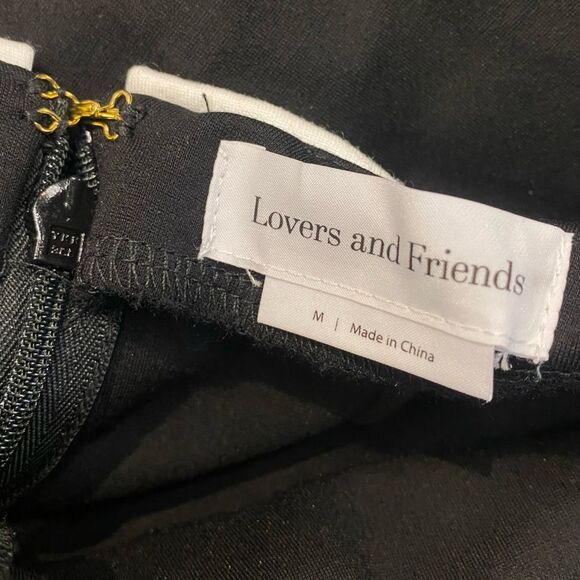 Lovers and Friends
M | Made in China